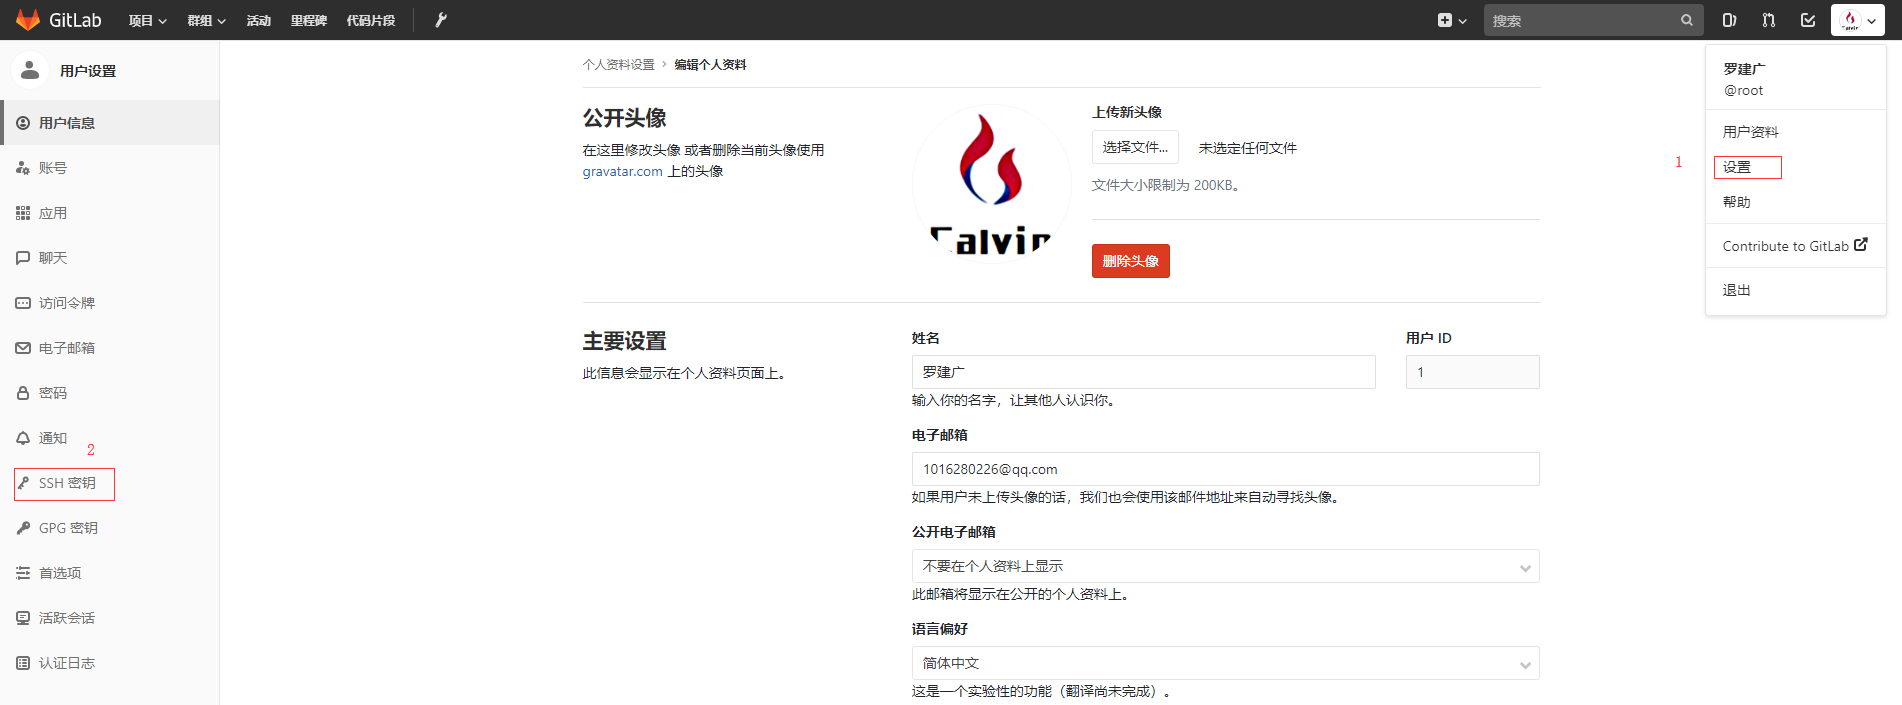 GitLab 项目 群组 活动 里程碑 代码片段 搜索
Calvin
用户设置
用户信息
账号
应用
聊天
访问令牌
电子邮箱
密码
通知
2
SSH 密钥
GPG 密钥
首选项
活跃会话
认证日志
个人资料设置 › 编辑个人资料
公开头像
在这里修改头像 或者删除当前头像使用
gravatar.com 上的头像
Calvin
上传新头像
选择文件... 未选定任何文件
文件大小限制为 200KB。
删除头像
主要设置
此信息会显示在个人资料页面上。
姓名
罗建广
输入你的名字，让其他人认识你。
用户 ID
1
电子邮箱
1016280226@qq.com
如果用户未上传头像的话，我们也会使用该邮件地址来自动寻找头像。
公开电子邮箱
不要在个人资料上显示
此邮箱将显示在公开的个人资料上。
语言偏好
简体中文
这是一个实验性的功能（翻译尚未完成）。
罗建广
@root
用户资料
1
设置
帮助
Contribute to GitLab
退出